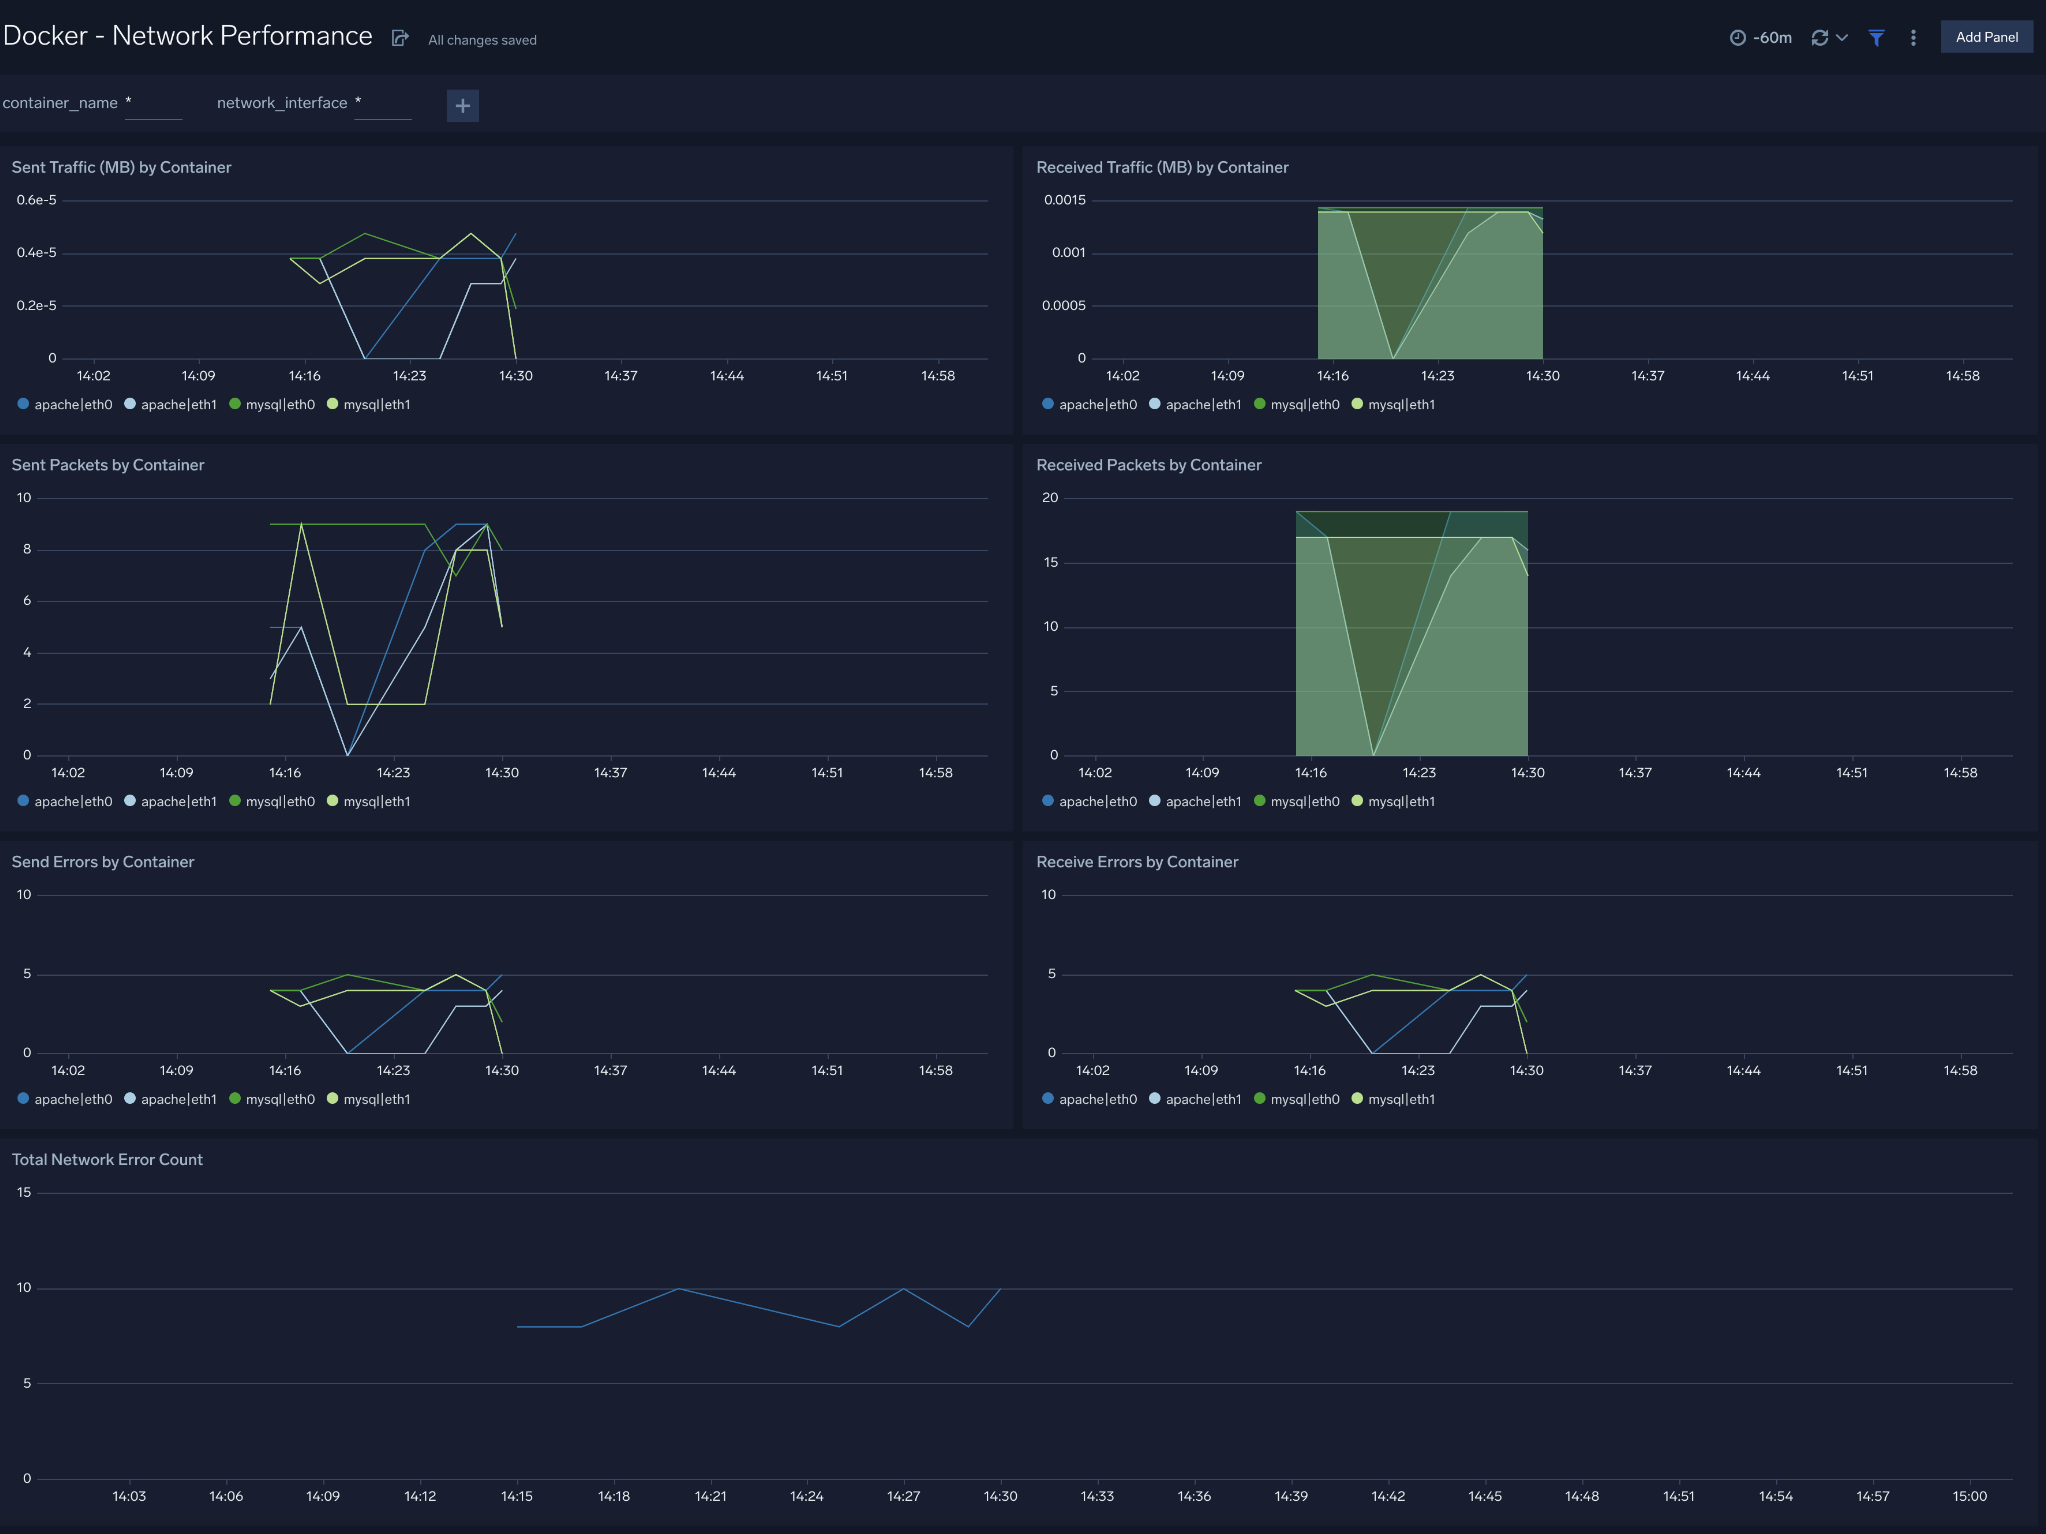 Docker - Network Performance All changes saved -60m Add Panel
container_name * network_interface * +
Sent Traffic (MB) by Container
0.6e-5
0.4e-5
0.2e-5
0
14:02 14:09 14:16 14:23 14:30 14:37 14:44 14:51 14:58
apache|eth0 apache|eth1 mysql|eth0 mysql|eth1
Received Traffic (MB) by Container
0.0015
0.001
0.0005
0
14:02 14:09 14:16 14:23 14:30 14:37 14:44 14:51 14:58
apache|eth0 apache|eth1 mysql|eth0 mysql|eth1
Sent Packets by Container
10
8
6
4
2
0
14:02 14:09 14:16 14:23 14:30 14:37 14:44 14:51 14:58
apache|eth0 apache|eth1 mysql|eth0 mysql|eth1
Received Packets by Container
20
15
10
5
0
14:02 14:09 14:16 14:23 14:30 14:37 14:44 14:51 14:58
apache|eth0 apache|eth1 mysql|eth0 mysql|eth1
Send Errors by Container
10
5
0
14:02 14:09 14:16 14:23 14:30 14:37 14:44 14:51 14:58
apache|eth0 apache|eth1 mysql|eth0 mysql|eth1
Receive Errors by Container
10
5
0
14:02 14:09 14:16 14:23 14:30 14:37 14:44 14:51 14:58
apache|eth0 apache|eth1 mysql|eth0 mysql|eth1
Total Network Error Count
15
10
5
0
14:03 14:06 14:09 14:12 14:15 14:18 14:21 14:24 14:27 14:30 14:33 14:36 14:39 14:42 14:45 14:48 14:51 14:54 14:57 15:00